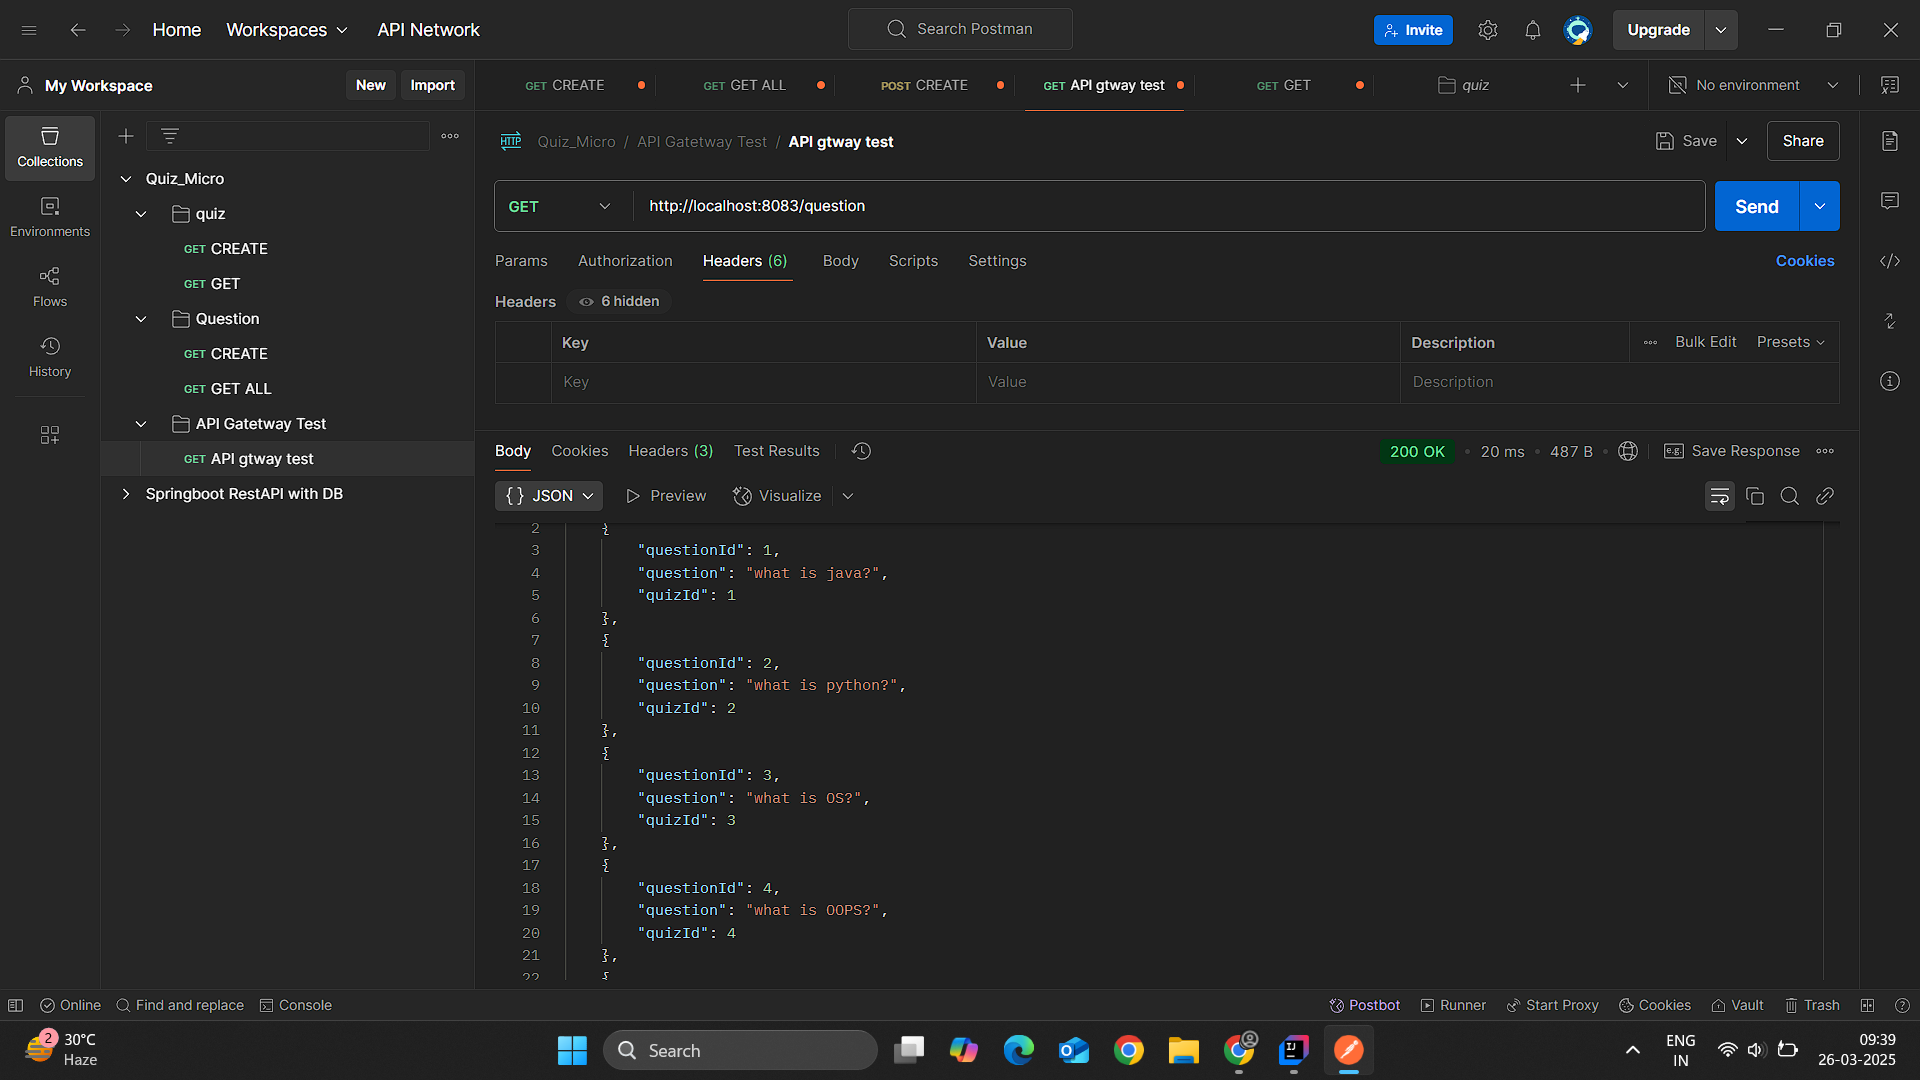 Home
Workspaces
API Network
Search Postman
Invite
Upgrade
My Workspace
New
Import
GET CREATE
GET GET ALL
POST CREATE
GET API gtway test
GET GET
quiz
No environment
Collections
Environments
Flows
History
Quiz_Micro
quiz
GET CREATE
GET GET
Question
GET CREATE
GET GET ALL
API Gatetway Test
GET API gtway test
Springboot RestAPI with DB
HTTP Quiz_Micro / API Gatetway Test / API gtway test
Save
Share
GET
http://localhost:8083/question
Send
Params
Authorization
Headers (6)
Body
Scripts
Settings
Cookies
Headers
6 hidden
Key
Value
Description
Bulk Edit
Presets
Key
Value
Description
Body
Cookies
Headers (3)
Test Results
200 OK
20 ms
487 B
e.g.
Save Response
{} JSON
Preview
Visualize
2 {
3 "questionId": 1,
4 "question": "what is java?",
5 "quizId": 1
6 },
7 {
8 "questionId": 2,
9 "question": "what is python?",
10 "quizId": 2
11 },
12 {
13 "questionId": 3,
14 "question": "what is OS?",
15 "quizId": 3
16 },
17 {
18 "questionId": 4,
19 "question": "what is OOPS?",
20 "quizId": 4
21 },
22 {
Online
Find and replace
Console
Postbot
Runner
Start Proxy
Cookies
Vault
Trash
2
30°C
Haze
Search
ENG
IN
09:39
26-03-2025